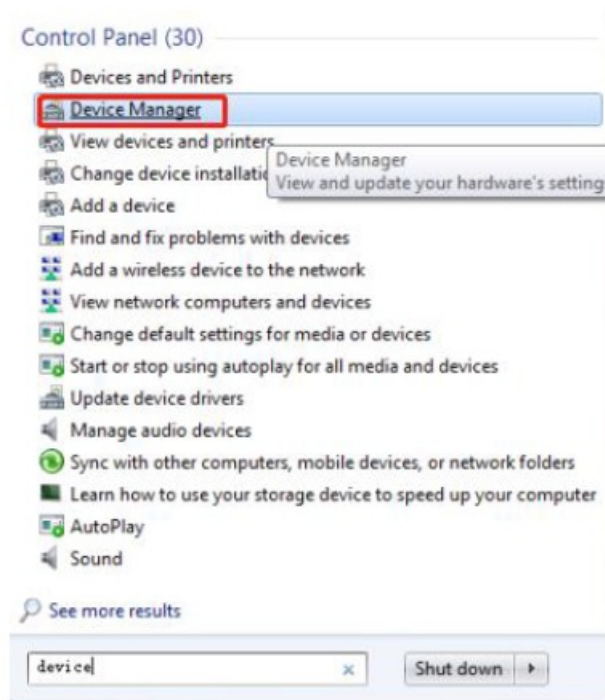 Control Panel (30)
Devices and Printers
Device Manager
View devices and printers
Device Manager
Change device
View and update your hardware's setting
Add a device
Find and fix problems with devices
Add a wireless device to the network
View network computers and devices
Change default settings for media or devices
Start or stop using autoplay for all media and devices
Update device drivers
Manage audio devices
Sync with other computers, mobile devices, or network folders
Learn how to use your storage device to speed up your computer
AutoPlay
Sound
See more results
device
Shut down